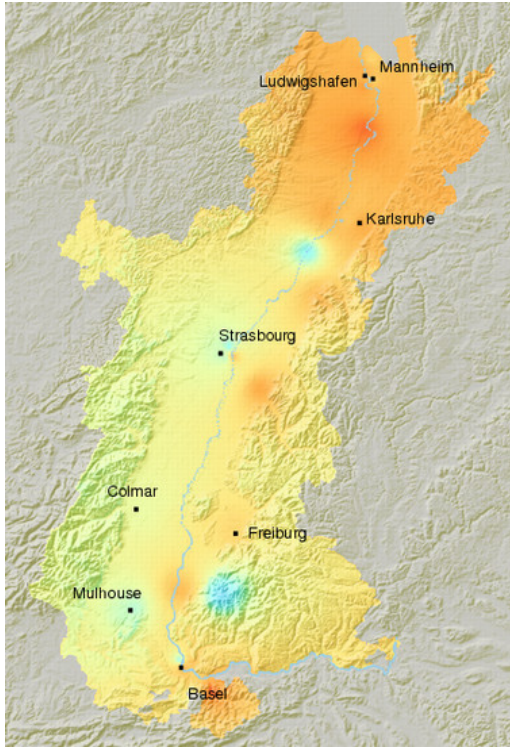 Mannheim
Ludwigshafen
Karlsruhe
Strasbourg
Colmar
Freiburg
Mulhouse
Basel